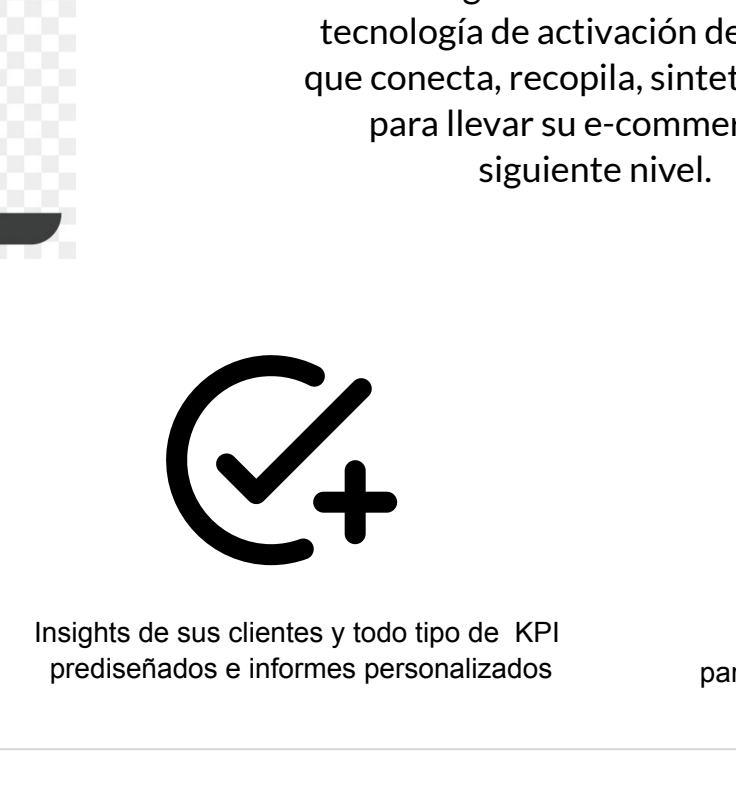 tecnología de activación de
que conecta, recopila, sintet
para llevar su e-commer
siguiente nivel.
Insights de sus clientes y todo tipo de  KPI
prediseñados e informes personalizados
par